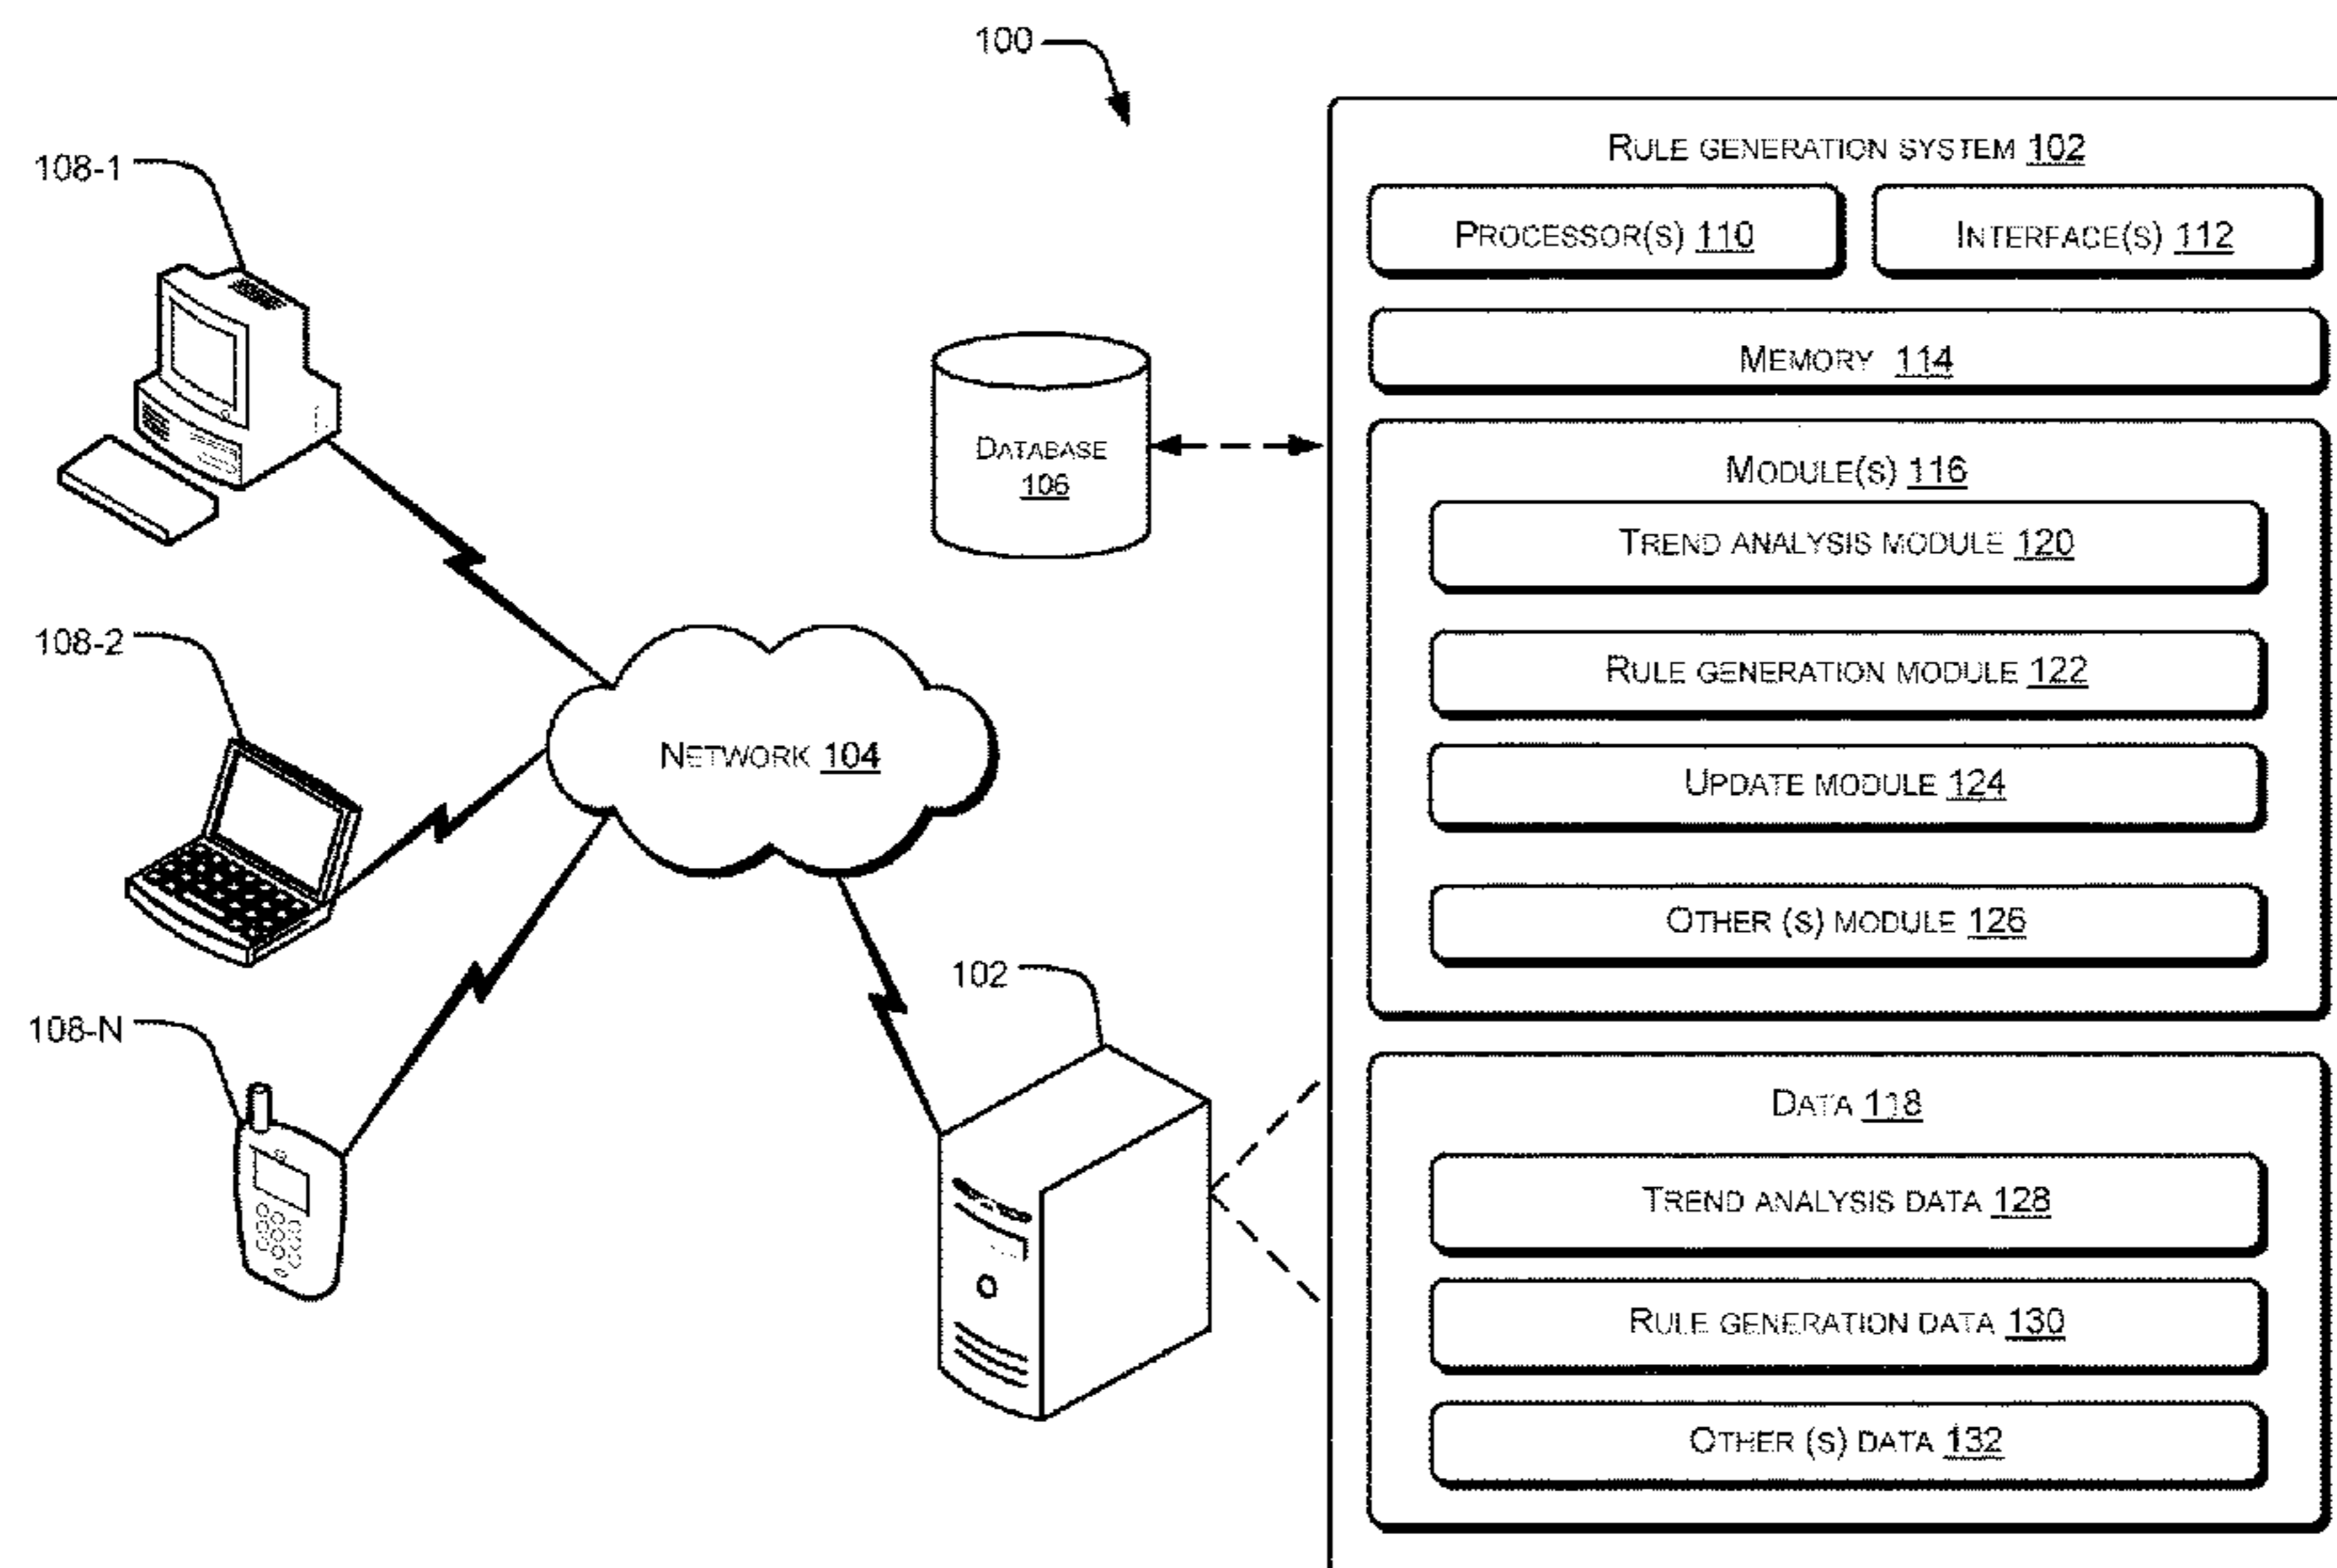 100
108-1
108-2
108-N
NETWORK 104
DATABASE
106
102
RULE GENERATION SYSTEM 102
PROCESSOR(S) 110
INTERFACE(S) 112
MEMORY 114
MODULE(S) 116
TREND ANALYSIS MODULE 120
RULE GENERATION MODULE 122
UPDATE MODULE 124
OTHER (S) MODULE 126
DATA 118
TREND ANALYSIS DATA 128
RULE GENERATION DATA 130
OTHER (S) DATA 132